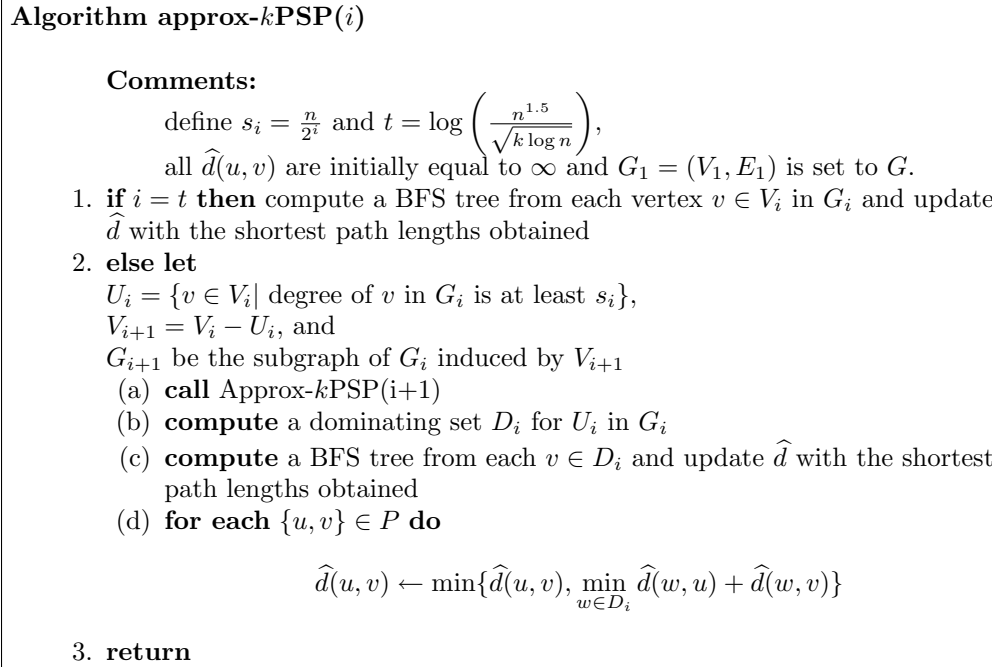 Algorithm approx-kPSP(i)
Comments:
define s_i = n/2^i and t = log(n^{1.5}/√(k log n)),
all d̂(u, v) are initially equal to ∞ and G_1 = (V_1, E_1) is set to G.
1. if i = t then compute a BFS tree from each vertex v ∈ V_i in G_i and update
d̂ with the shortest path lengths obtained
2. else let
U_i = {v ∈ V_i| degree of v in G_i is at least s_i},
V_{i+1} = V_i − U_i, and
G_{i+1} be the subgraph of G_i induced by V_{i+1}
(a) call Approx-kPSP(i+1)
(b) compute a dominating set D_i for U_i in G_i
(c) compute a BFS tree from each v ∈ D_i and update d̂ with the shortest
path lengths obtained
(d) for each {u, v} ∈ P do
d̂(u, v) ← min{d̂(u, v), min_{w∈D_i} d̂(w, u) + d̂(w, v)}
3. return